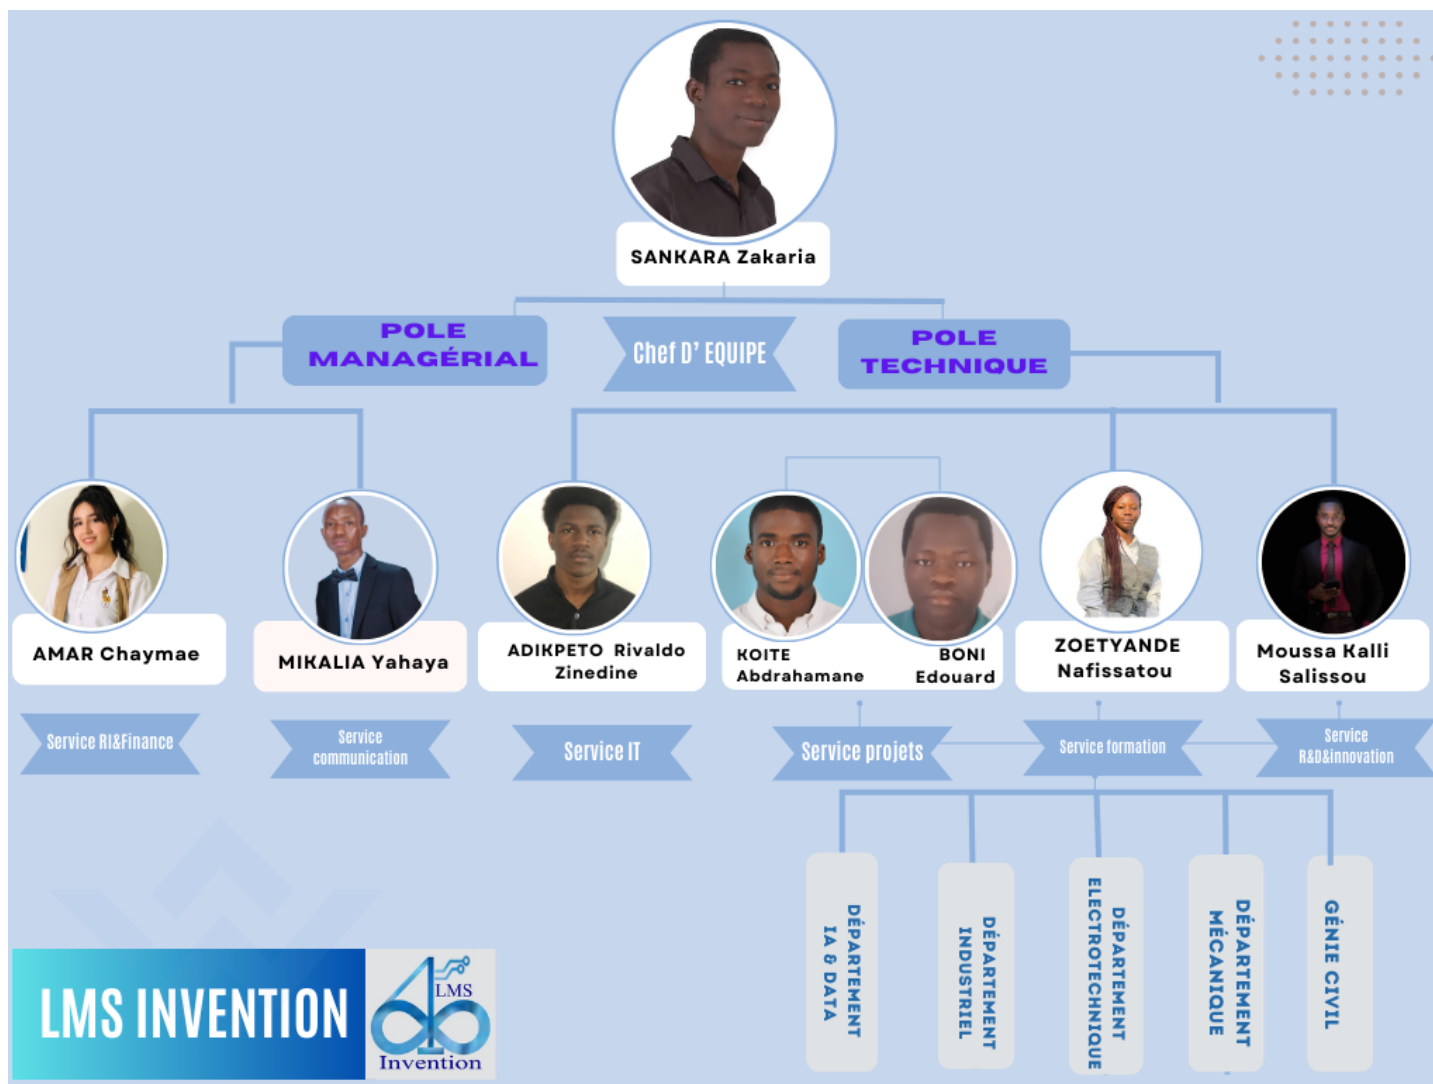 SANKARA Zakaria
POLE
MANAGÉRIAL
Chef D' EQUIPE
POLE
TECHNIQUE
AMAR Chaymae
MIKALIA Yahaya
ADIKPETO Rivaldo
Zinedine
KOITE
Abdrahamane
BONI
Edouard
ZOETYANDE
Nafissatou
Moussa Kalli
Salissou
Service RI&Finance
Service
communication
Service IT
Service projets
Service formation
Service
R&D&innovation
DÉPARTEMENT
IA & DATA
DÉPARTEMENT
INDUSTRIEL
DÉPARTEMENT
ELECTROTECHNIQUE
DÉPARTEMENT
MÉCANIQUE
GÉNIE CIVIL
LMS INVENTION
LMS
Invention